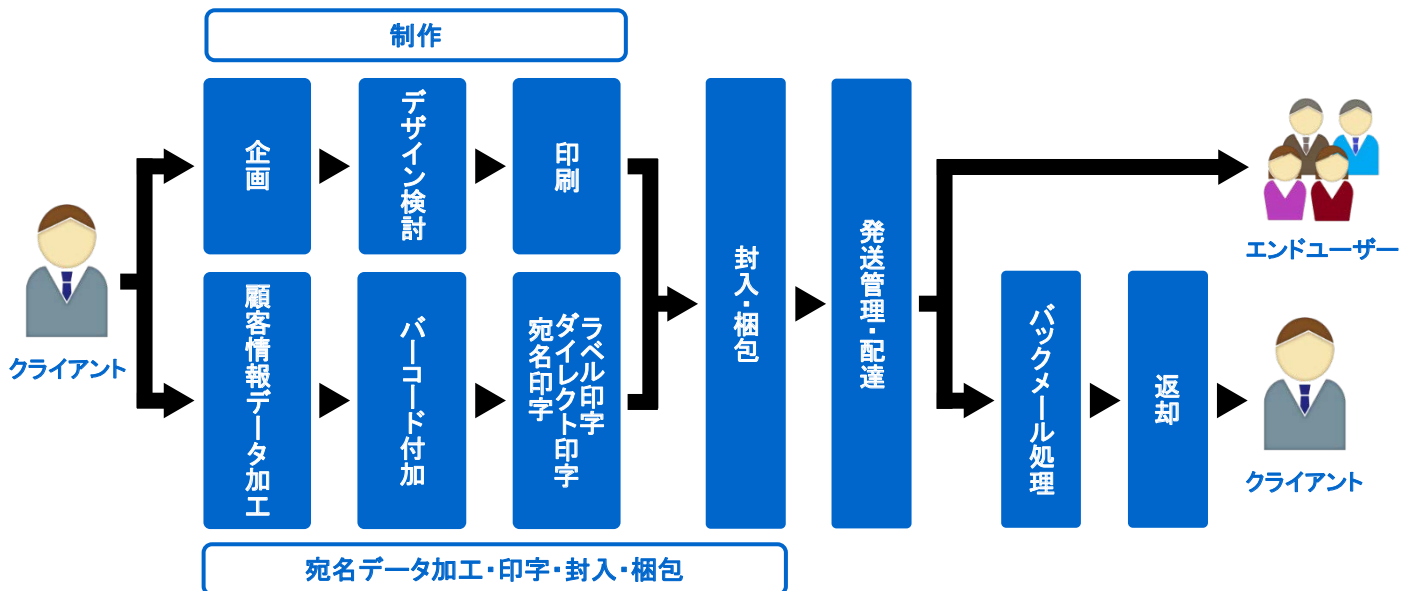 制作
企画
デザイン検討
印刷
クライアント
顧客情報データ加工
バーコード付加
ラベル印字
ダイレクト印字
宛名印字
封入・梱包
発送管理・配達
エンドユーザー
バックメール処理
返却
クライアント
宛名データ加工・印字・封入・梱包